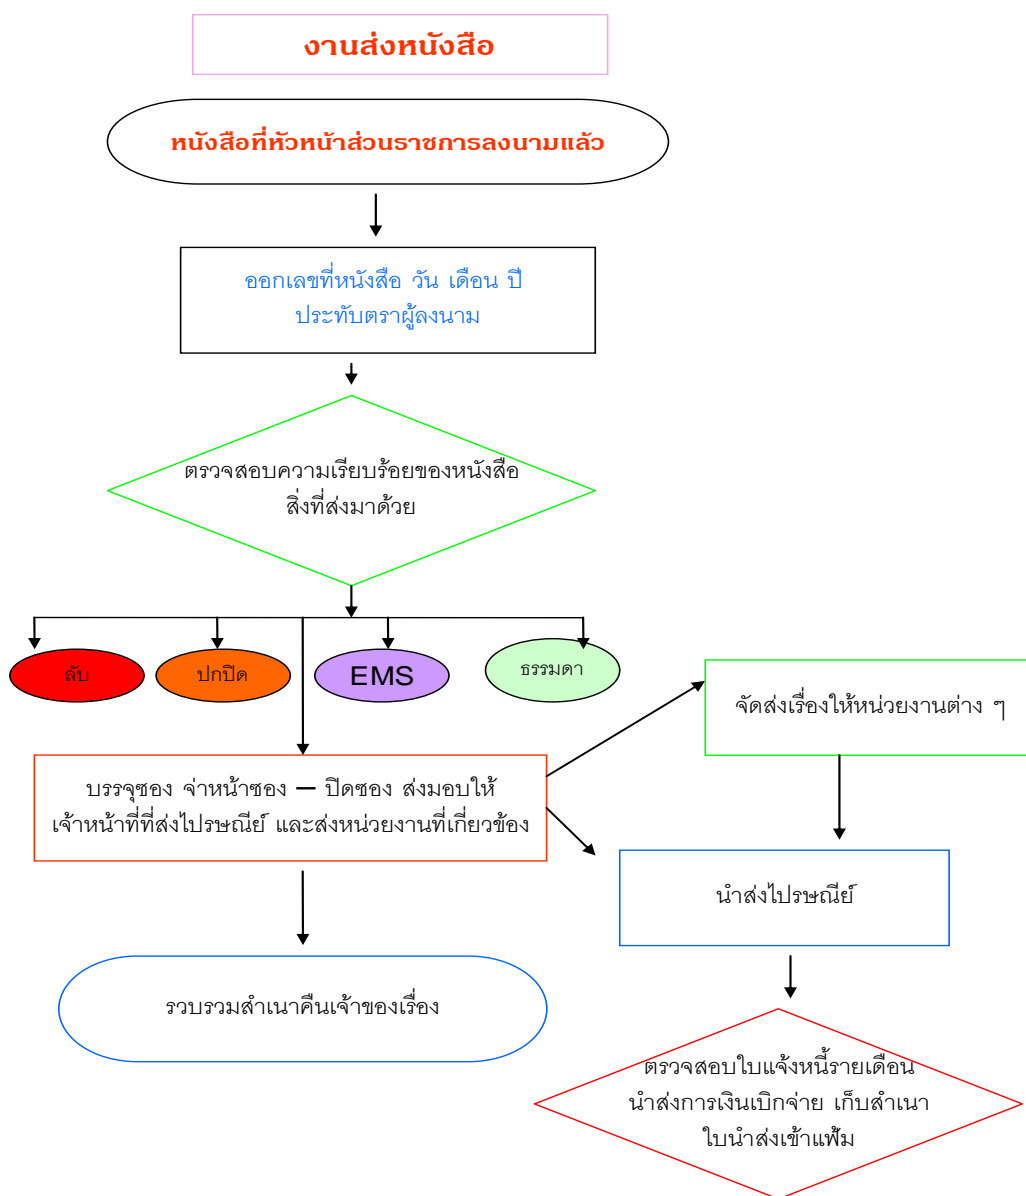 งานส่งหนังสือ
หนังสือที่หัวหน้าส่วนราชการลงนามแล้ว
ออกเลขที่หนังสือ วัน เดือน ปี
ประทับตราผู้ลงนาม
ตรวจสอบความเรียบร้อยของหนังสือ
สิ่งที่ส่งมาด้วย
ลับ
ปกปิด
EMS
ธรรมดา
จัดส่งเรื่องให้หน่วยงานต่าง ๆ
บรรจุซอง จ่าหน้าซอง – ปิดซอง ส่งมอบให้
เจ้าหน้าที่ที่ส่งไปรษณีย์ และส่งหน่วยงานที่เกี่ยวข้อง
นำส่งไปรษณีย์
รวบรวมสำเนาคืนเจ้าของเรื่อง
ตรวจสอบใบแจ้งหนี้รายเดือน
นำส่งการเงินเบิกจ่าย เก็บสำเนา
ใบนำส่งเข้าแฟ้ม